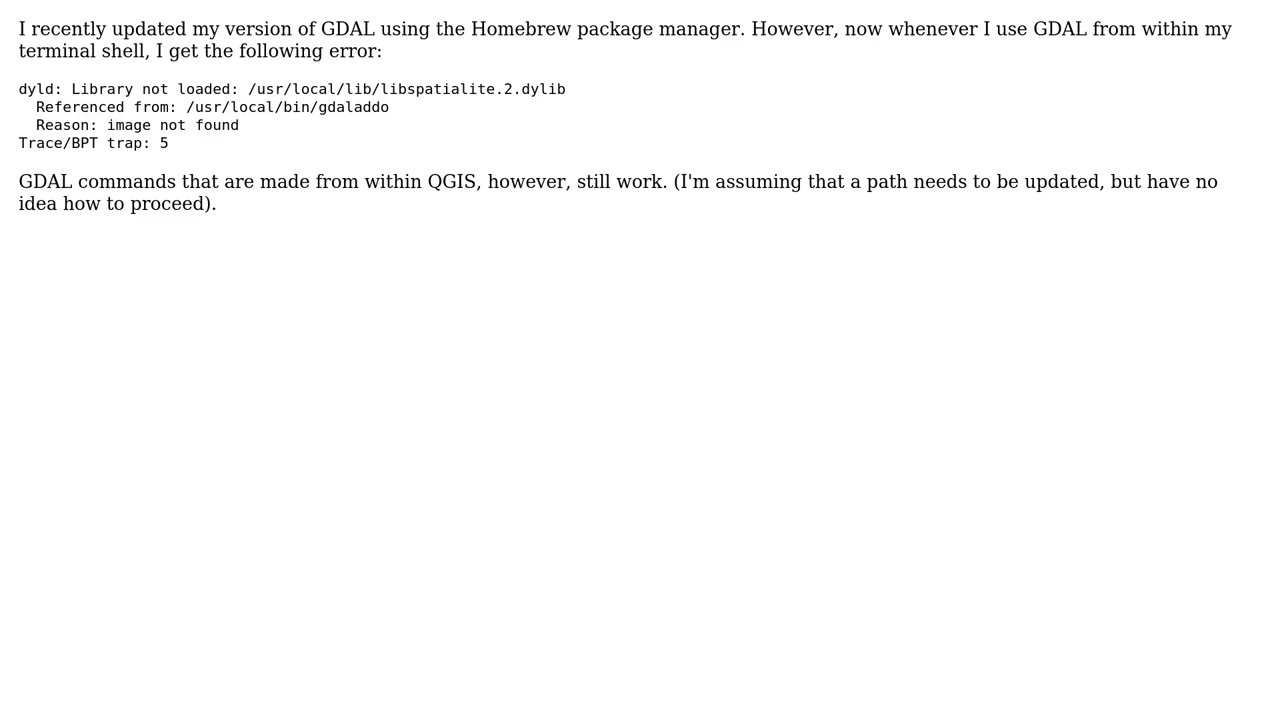 I recently updated my version of GDAL using the Homebrew package manager. However, now whenever I use GDAL from within my
terminal shell, I get the following error:
dyld: Library not loaded: /usr/local/lib/libspatialite.2.dylib
  Referenced from: /usr/local/bin/gdaladdo
  Reason: image not found
Trace/BPT trap: 5
GDAL commands that are made from within QGIS, however, still work. (I'm assuming that a path needs to be updated, but have no
idea how to proceed).